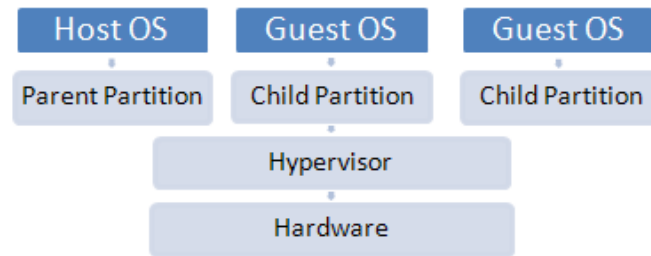 Host OS Guest OS Guest OS
Parent Partition Child Partition Child Partition
Hypervisor
Hardware